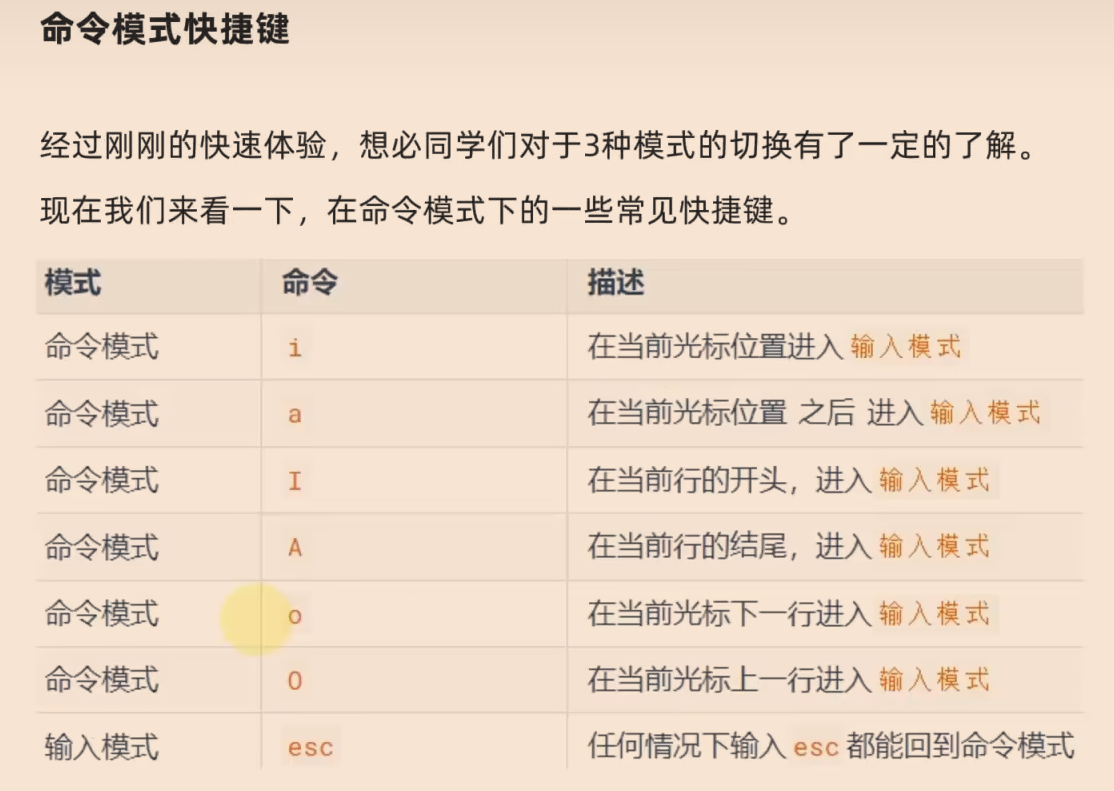 命令模式快捷键
经过刚刚的快速体验，想必同学们对于3种模式的切换有了一定的了解。
现在我们来看一下，在命令模式下的一些常见快捷键。
模式 命令 描述
命令模式 i 在当前光标位置进入 输入模式
命令模式 a 在当前光标位置 之后 进入 输入模式
命令模式 I 在当前行的开头，进入 输入模式
命令模式 A 在当前行的结尾，进入 输入模式
命令模式 o 在当前光标下一行进入 输入模式
命令模式 O 在当前光标上一行进入 输入模式
输入模式 esc 任何情况下输入 esc 都能回到命令模式